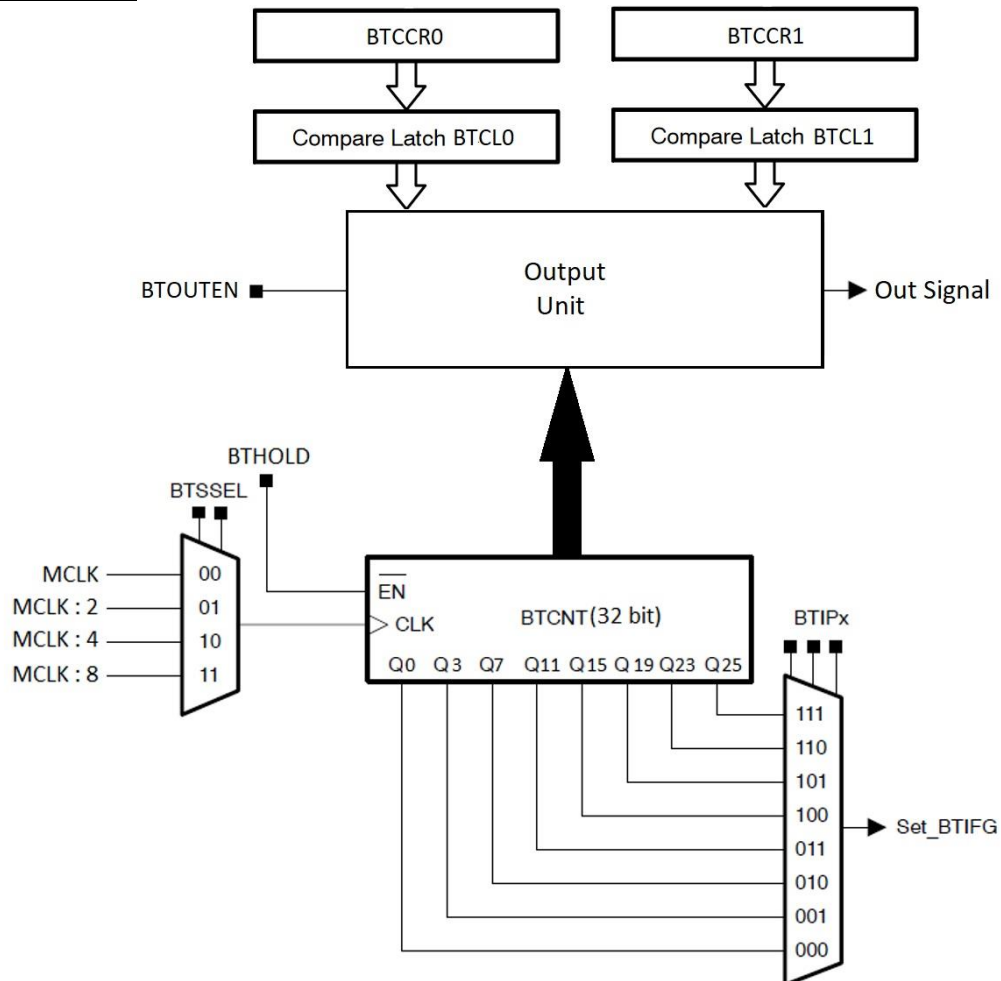 BTCCR0
BTCCR1
Compare Latch BTCL0
Compare Latch BTCL1
BTOUTEN
Output
Unit
Out Signal
BTHOLD
BTSSEL
MCLK
MCLK : 2
MCLK : 4
MCLK : 8
00
01
10
11
EN
CLK
BTCNT(32 bit)
Q0 Q3 Q7 Q11 Q15 Q19 Q23 Q25
BTIPx
111
110
101
100
011
010
001
000
Set_BTIFG